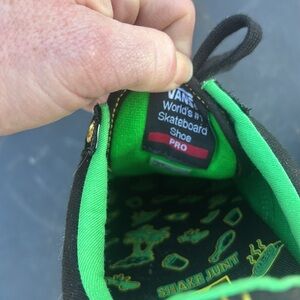 VANS
World's #1
Skateboard
Shoe
PRO
SHAKE JUNT